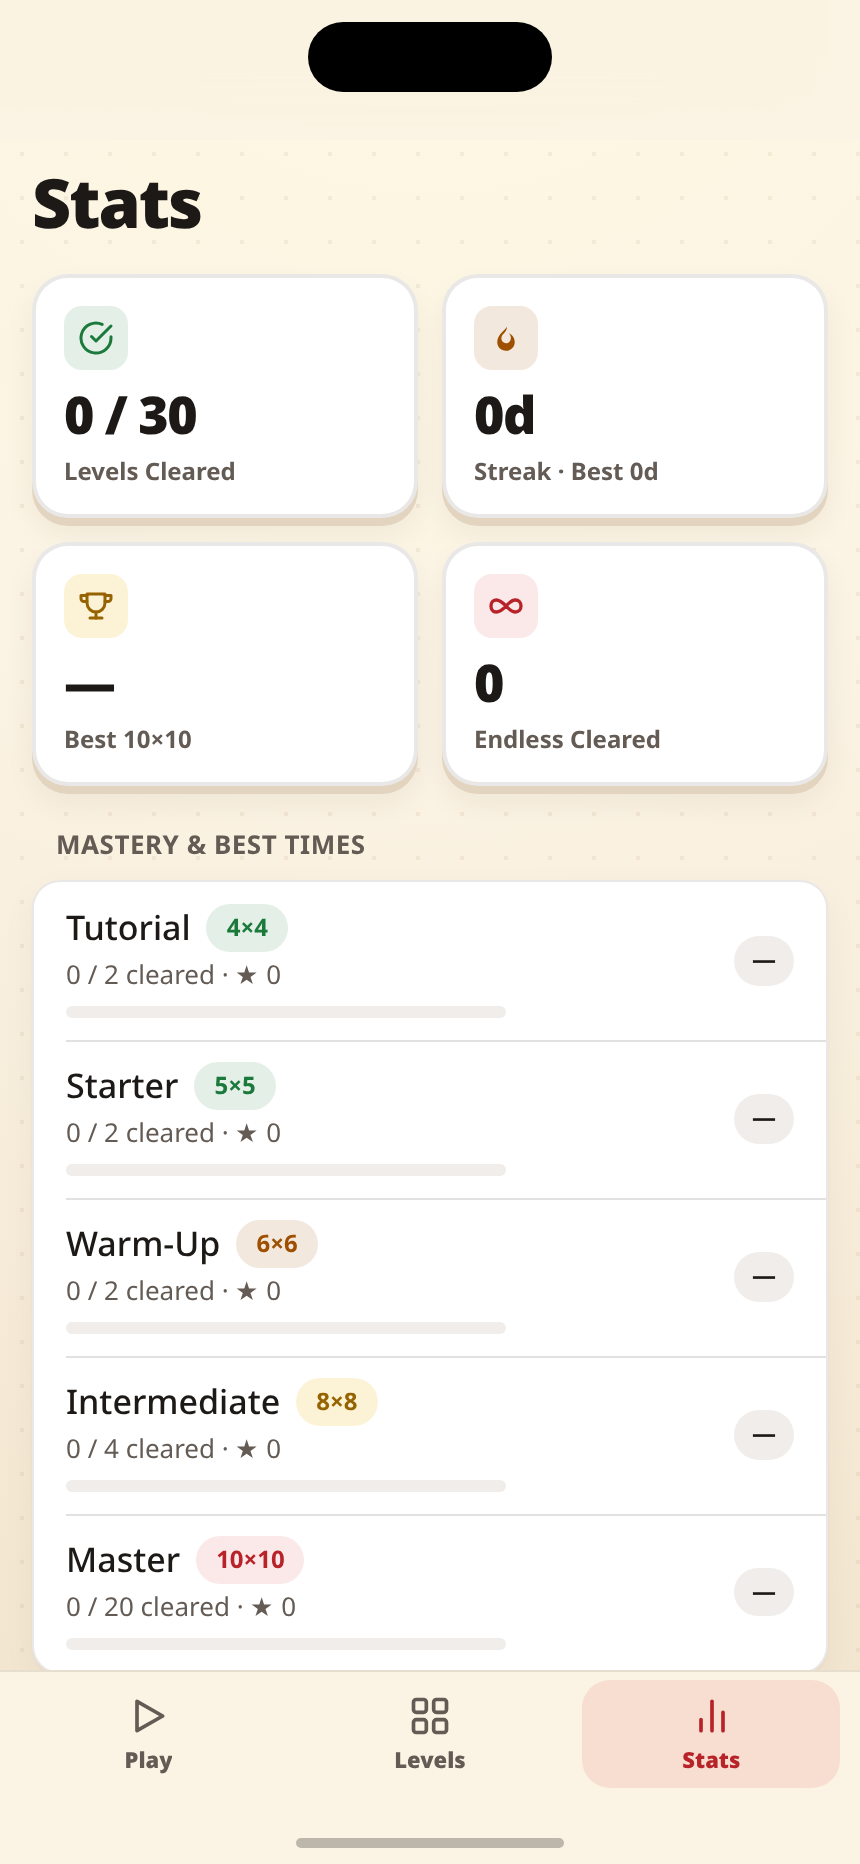 Stats
0 / 30
Levels Cleared
0d
Streak · Best 0d
—
Best 10×10
0
Endless Cleared
MASTERY & BEST TIMES
Tutorial 4×4
0 / 2 cleared · ★ 0
—
Starter 5×5
0 / 2 cleared · ★ 0
—
Warm-Up 6×6
0 / 2 cleared · ★ 0
—
Intermediate 8×8
0 / 4 cleared · ★ 0
—
Master 10×10
0 / 20 cleared · ★ 0
—
Play
Levels
Stats